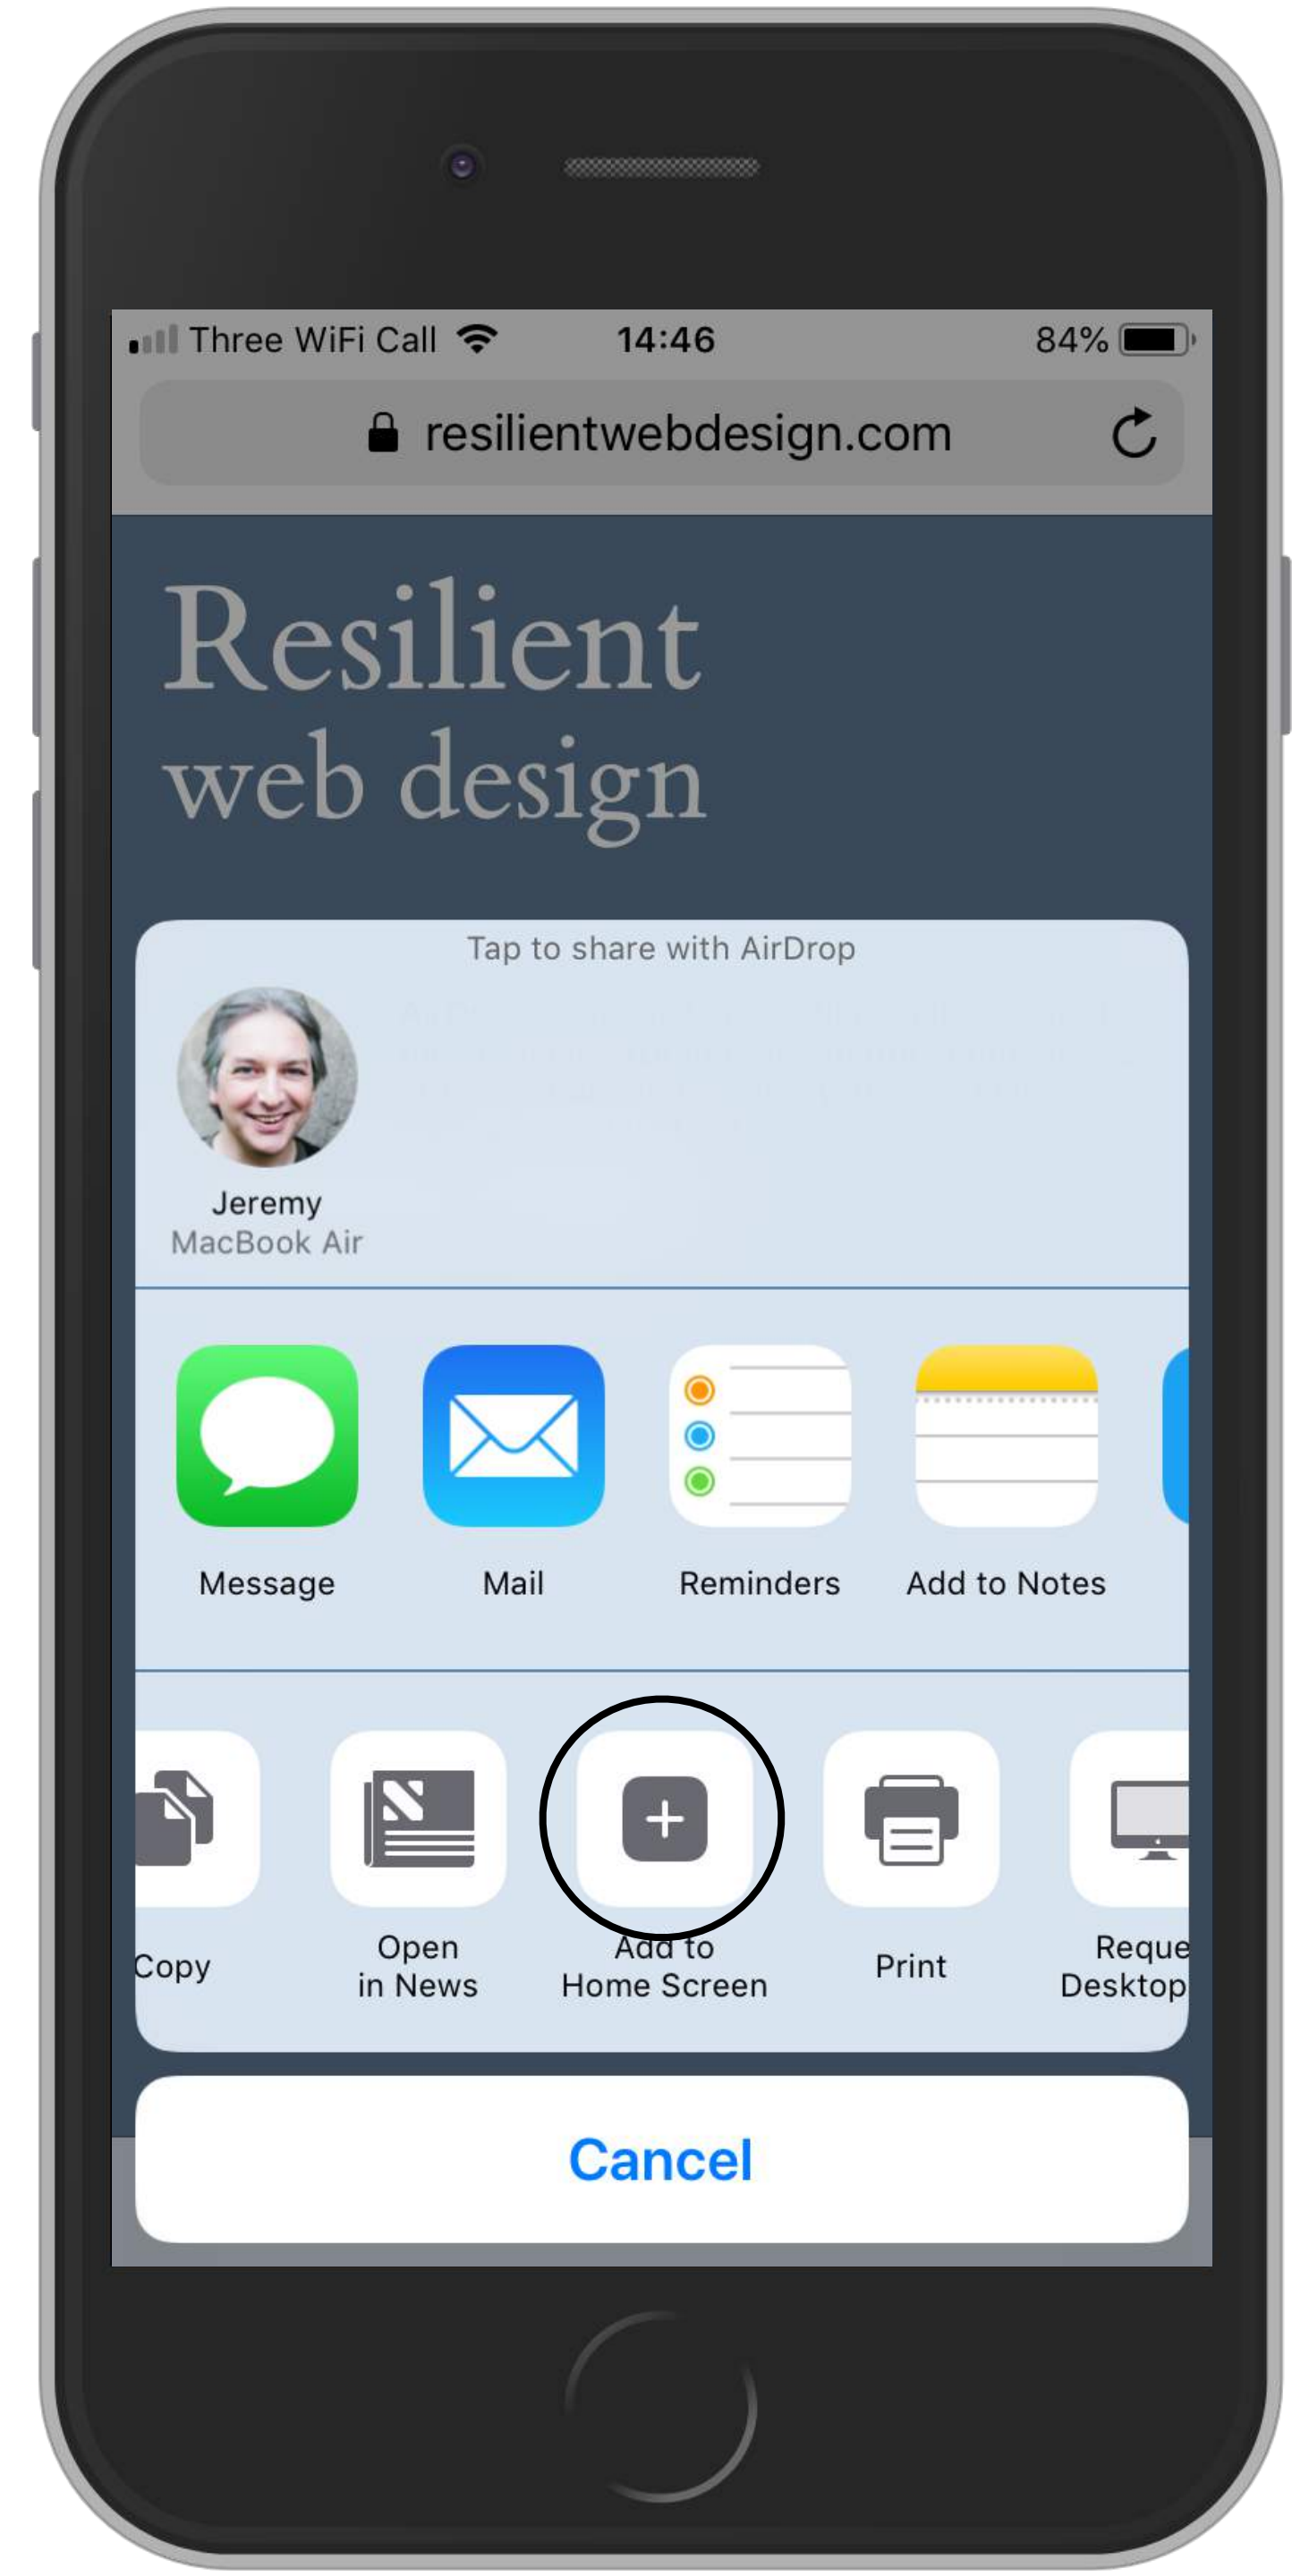 Three WiFi Call 14:46 84%
resilientwebdesign.com
Resilient
web design
Tap to share with AirDrop
Jeremy
MacBook Air
Message Mail Reminders Add to Notes
Copy Open in News Add to Home Screen Print Reque Desktop
Cancel